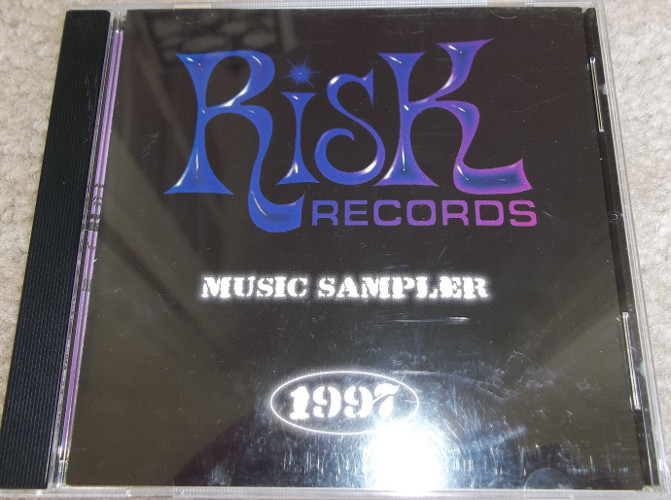 RiSK
RECORDS
MUSIC SAMPLER
1997